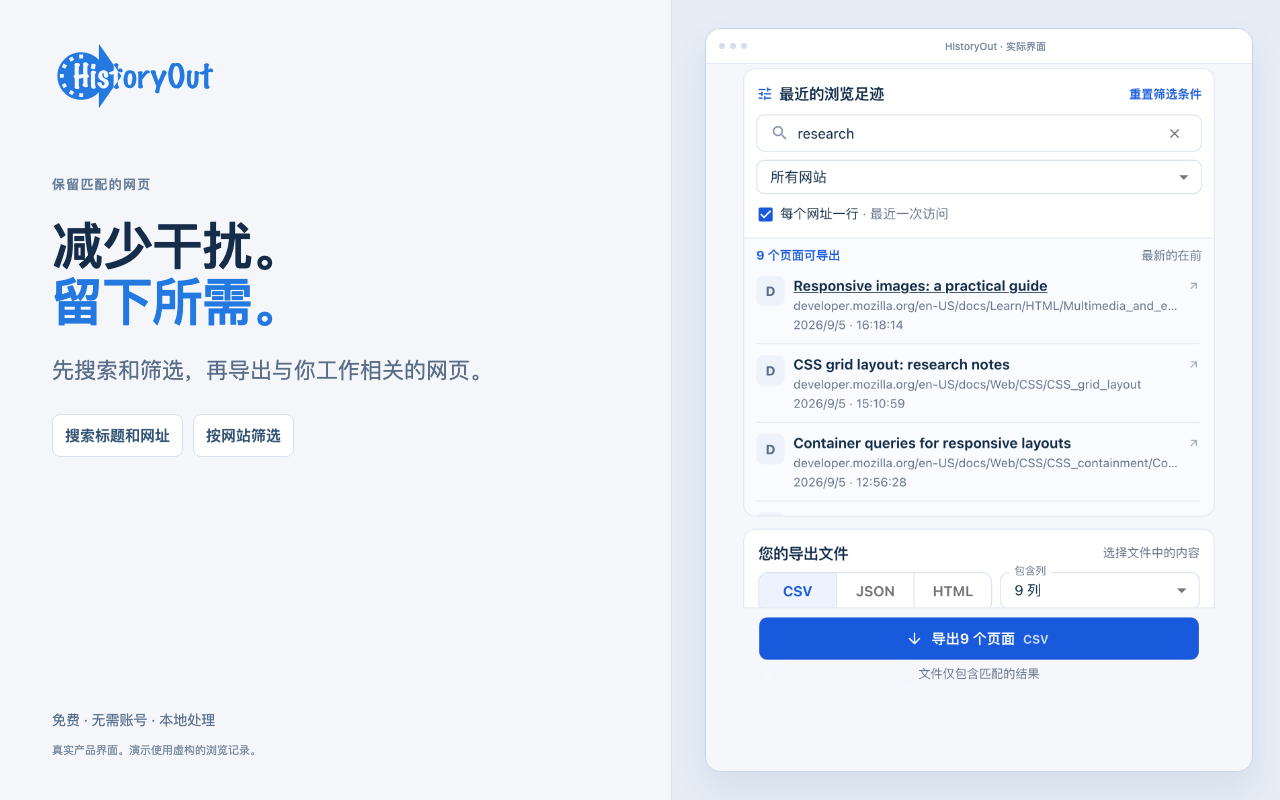 HistoryOut
保留匹配的网页
减少干扰。
留下所需。
先搜索和筛选，再导出与你工作相关的网页。
搜索标题和网址
按网站筛选
免费 · 无需账号 · 本地处理
真实产品界面。演示使用虚构的浏览记录。
HistoryOut · 实际界面
最近的浏览足迹
重置筛选条件
research
所有网站
每个网址一行 · 最近一次访问
9 个页面可导出
最新的在前
D
Responsive images: a practical guide
developer.mozilla.org/en-US/docs/Learn/HTML/Multimedia_and_e...
2026/9/5 · 16:18:14
D
CSS grid layout: research notes
developer.mozilla.org/en-US/docs/Web/CSS/CSS_grid_layout
2026/9/5 · 15:10:59
D
Container queries for responsive layouts
developer.mozilla.org/en-US/docs/Web/CSS/CSS_containment/Co...
2026/9/5 · 12:56:28
您的导出文件
选择文件中的内容
CSV
JSON
HTML
包含列
9 列
导出9 个页面 CSV
文件仅包含匹配的结果